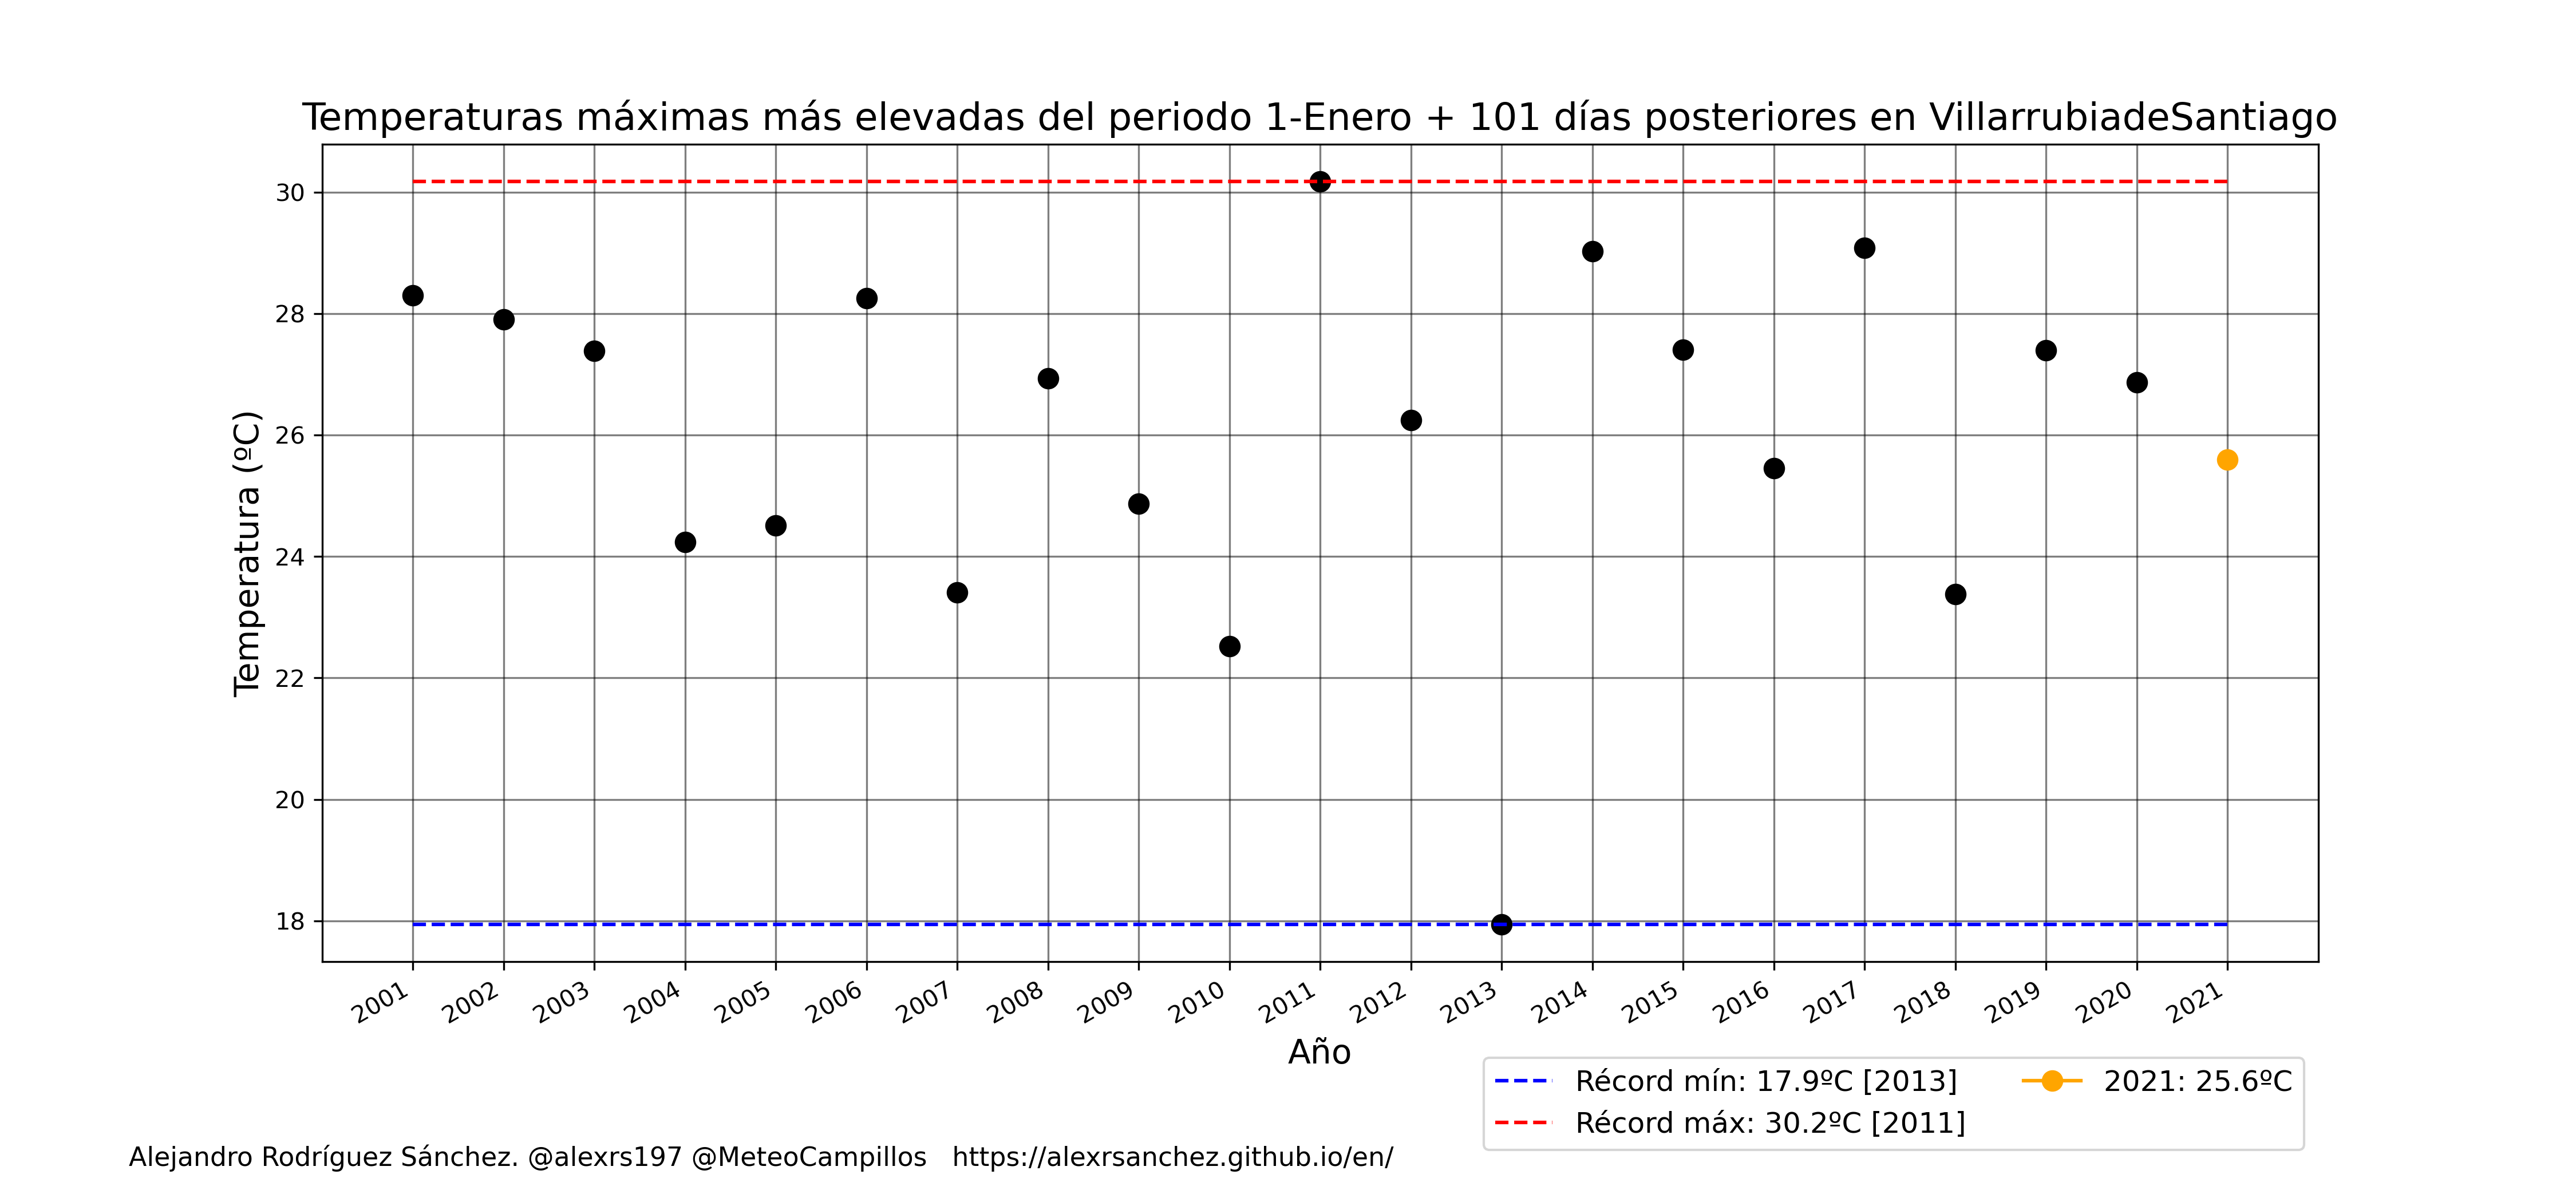 Temperaturas máximas más elevadas del periodo 1-Enero + 101 días posteriores en VillarrubiadeSantiago
Temperatura (ºC)
30
28
26
24
22
20
18
2001 2002 2003 2004 2005 2006 2007 2008 2009 2010 2011 2012 2013 2014 2015 2016 2017 2018 2019 2020 2021
Año
Récord mín: 17.9ºC [2013]
Récord máx: 30.2ºC [2011]
2021: 25.6ºC
Alejandro Rodríguez Sánchez. @alexrs197 @MeteoCampillos https://alexrsanchez.github.io/en/